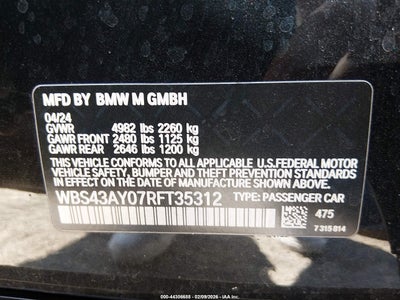 MFD BY BMW M GMBH
04/24
GVWR 4982 lbs 2260 kg
GAWR FRONT 2480 lbs 1125 kg
GAWR REAR 2646 lbs 1200 kg
THIS VEHICLE CONFORMS TO ALL APPLICABLE U.S.FEDERAL MOTOR
VEHICLE SAFETY, BUMPER, AND THEFT PREVENTION STANDARDS
IN EFFECT ON THE DATE OF MANUFACTURE SHOWN ABOVE.
WBS43AY07RFT35312 TYPE: PASSENGER CAR
475
7 315 014
000-44306685 - 02/09/2026 - IAA Inc. Copyright